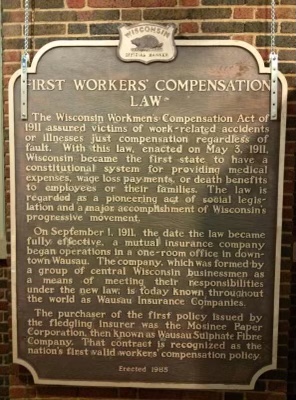 WISCONSIN
OFFICIAL MARKER
FIRST WORKERS' COMPENSATION
LAW
The Wisconsin Workmen's Compensation Act of
1911 assured victims of work-related accidents
or illnesses just compensation regardless of
fault. With this law, enacted on May 3, 1911,
Wisconsin became the first state to have a
constitutional system for providing medical
expenses, wage loss payments, or death benefits
to employees or their families. The law is
regarded as a pioneering act of social legis-
lation and a major accomplishment of Wisconsin's
progressive movement.
On September 1, 1911, the date the law became
fully effective, a mutual insurance company
began operations in a one-room office in down-
town Wausau. The company, which was formed by
a group of central Wisconsin businessmen as
a means of meeting their responsibilities
under the new law, is today known throughout
the world as Wausau Insurance Companies.
The purchaser of the first policy issued by
the fledgling insurer was the Mosinee Paper
Corporation, then known as Wausau Sulphate Fibre
Company. That contract is recognized as the
nation's first valid workers' compensation policy.
Erected 1985